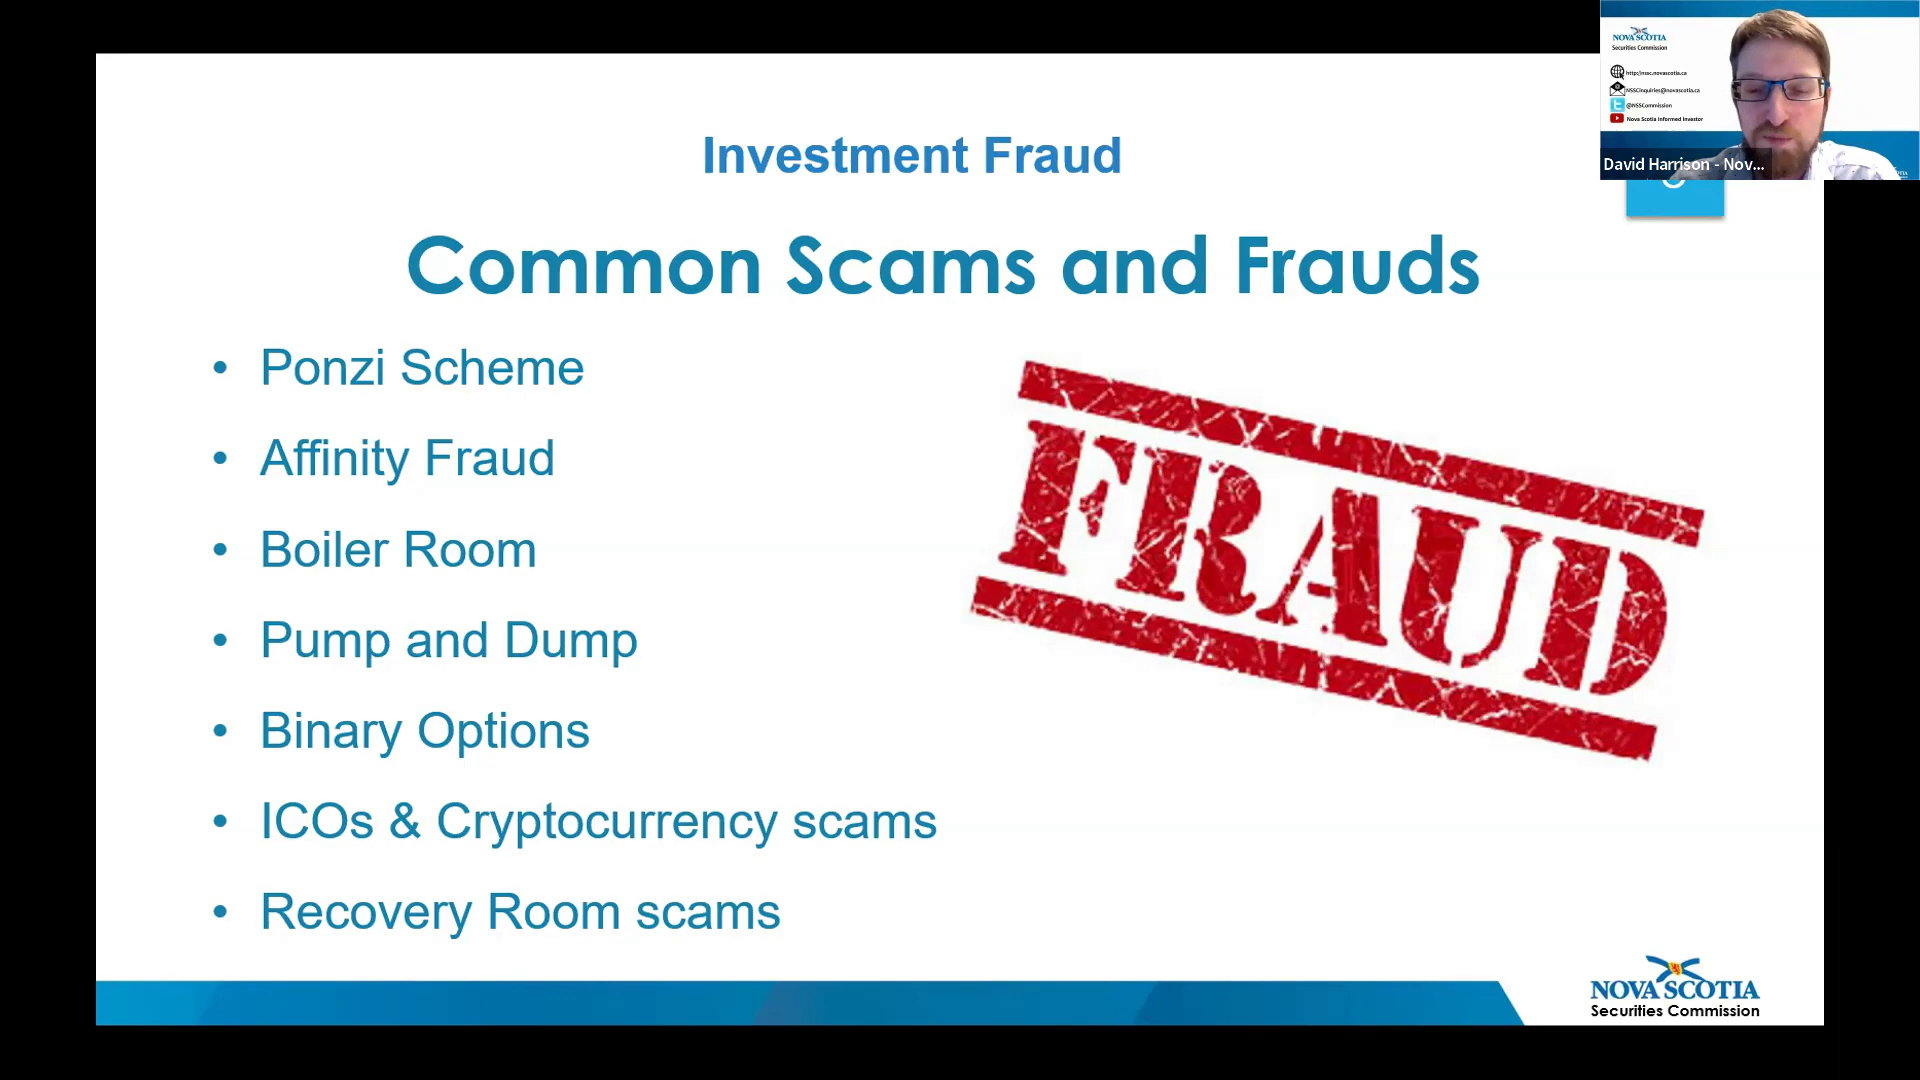 Investment Fraud
Common Scams and Frauds
• Ponzi Scheme
• Affinity Fraud
• Boiler Room
• Pump and Dump
• Binary Options
• ICOs & Cryptocurrency scams
• Recovery Room scams
FRAUD
NOVA SCOTIA
Securities Commission
NOVA SCOTIA
Securities Commission
http://nssc.novascotia.ca
NSSCinquiries@novascotia.ca
@NSSCommission
Nova Scotia Informed Investor
David Harrison - Nov...